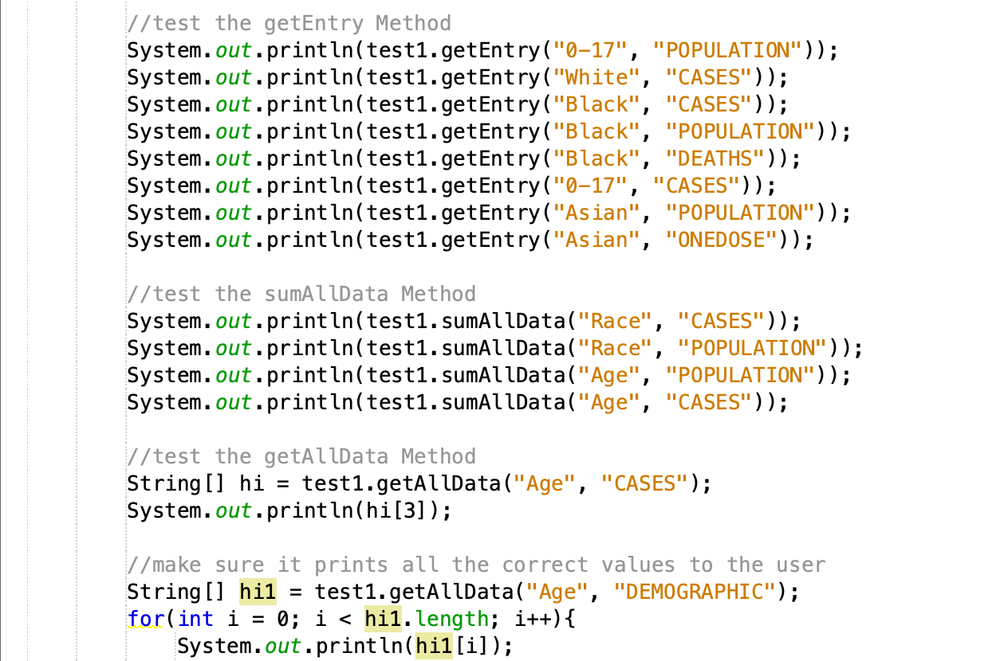 //test the getEntry Method
System.out.println(test1.getEntry("0-17", "POPULATION"));
System.out.println(test1.getEntry("White", "CASES"));
System.out.println(test1.getEntry("Black", "CASES"));
System.out.println(test1.getEntry("Black", "POPULATION"));
System.out.println(test1.getEntry("Black", "DEATHS"));
System.out.println(test1.getEntry("0-17", "CASES"));
System.out.println(test1.getEntry("Asian", "POPULATION"));
System.out.println(test1.getEntry("Asian", "ONEDOSE"));
//test the sumAllData Method
System.out.println(test1.sumAllData("Race", "CASES"));
System.out.println(test1.sumAllData("Race", "POPULATION"));
System.out.println(test1.sumAllData("Age", "POPULATION"));
System.out.println(test1.sumAllData("Age", "CASES"));
//test the getAllData Method
String[] hi = test1.getAllData("Age", "CASES");
System.out.println(hi[3]);
//make sure it prints all the correct values to the user
String[] hi1 = test1.getAllData("Age", "DEMOGRAPHIC");
for(int i = 0; i < hi1.length; i++){
System.out.println(hi1[i]);